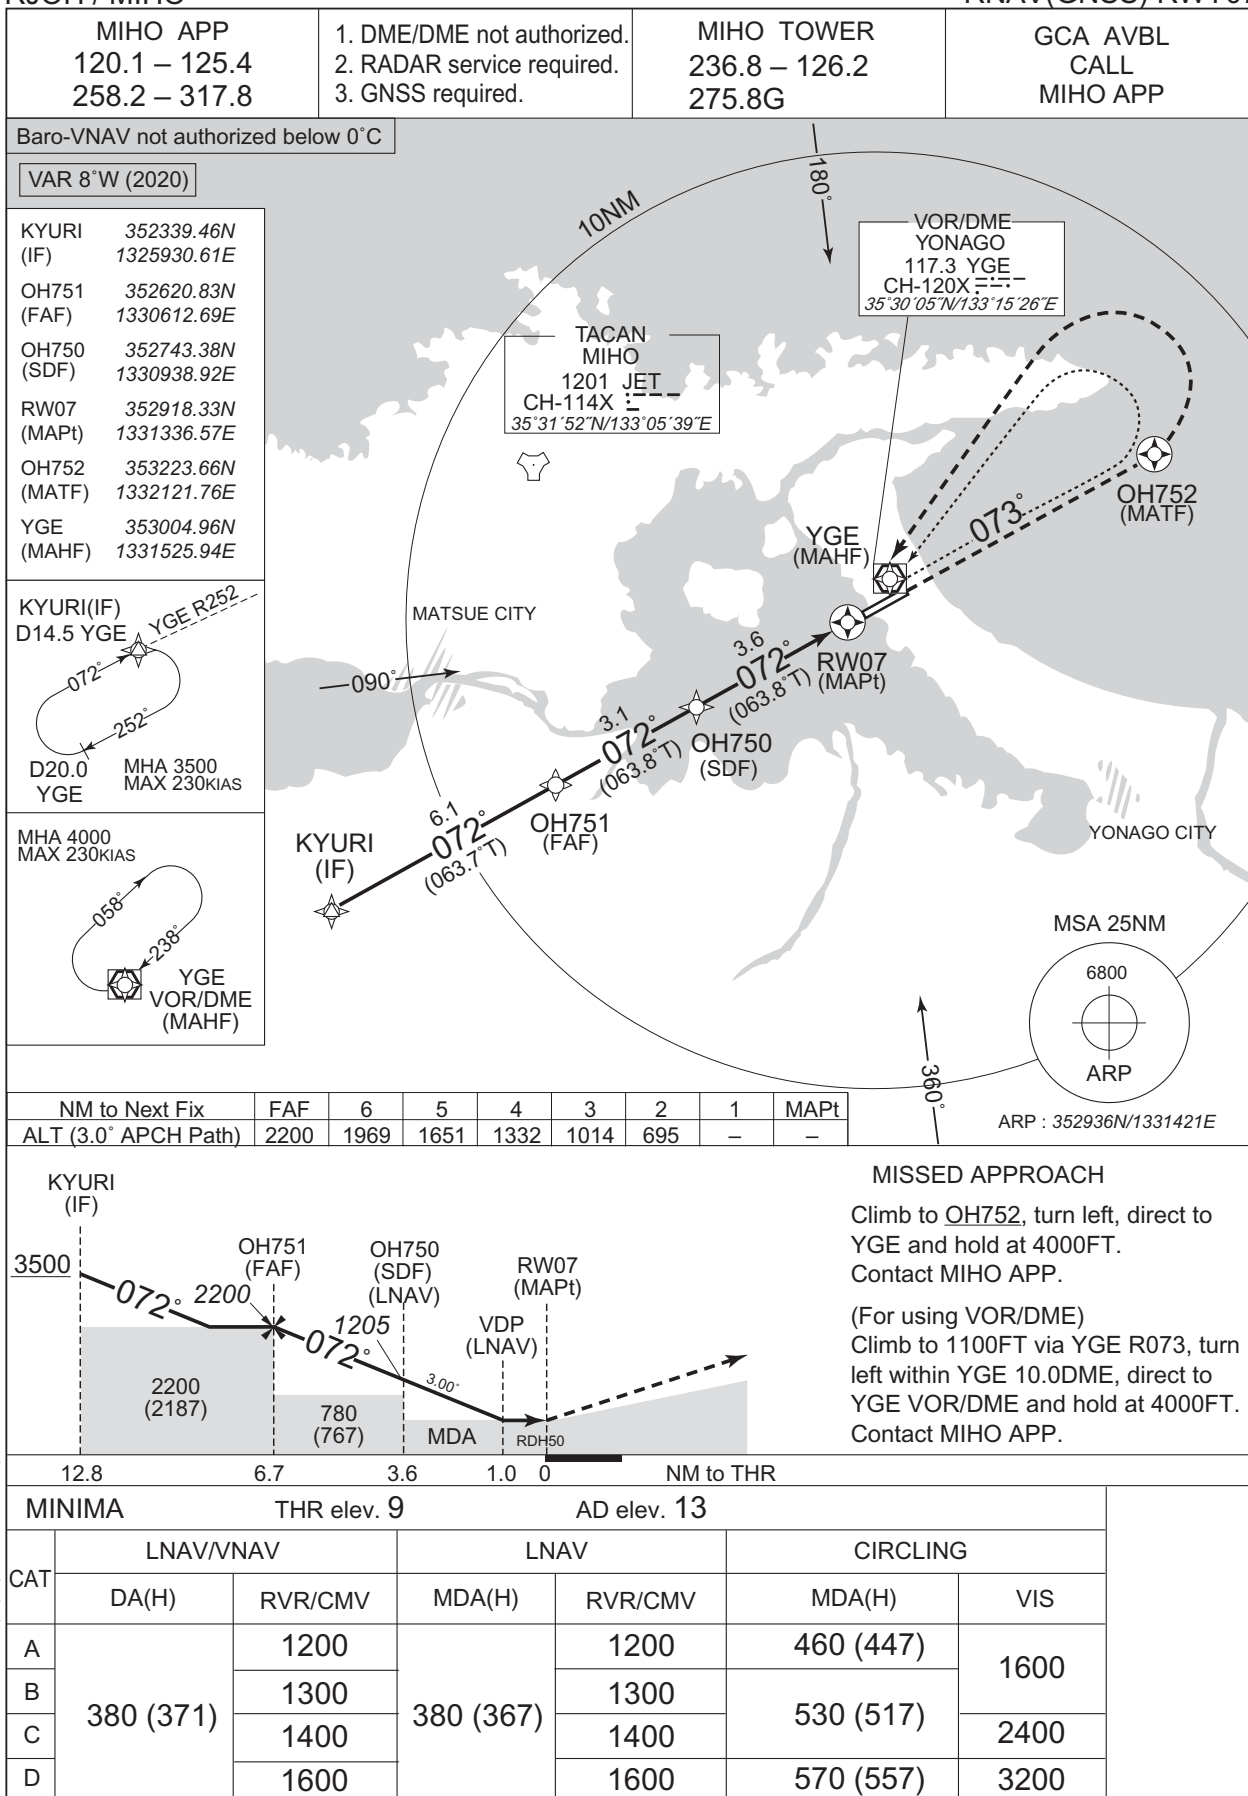 MIHO APP
120.1 – 125.4
258.2 – 317.8
1. DME/DME not authorized.
2. RADAR service required.
3. GNSS required.
MIHO TOWER
236.8 – 126.2
275.8G
GCA AVBL
CALL
MIHO APP
Baro-VNAV not authorized below 0˚C
VAR 8˚W (2020)
KYURI 352339.46N
(IF) 1325930.61E
OH751 352620.83N
(FAF) 1330612.69E
OH750 352743.38N
(SDF) 1330938.92E
RW07 352918.33N
(MAPt) 1331336.57E
OH752 353223.66N
(MATF) 1332121.76E
YGE 353004.96N
(MAHF) 1331525.94E
KYURI(IF)
D14.5 YGE
YGE R252
072˚
252˚
D20.0
YGE
MHA 3500
MAX 230KIAS
MHA 4000
MAX 230KIAS
058˚
238˚
YGE
VOR/DME
(MAHF)
10NM
180˚
VOR/DME
YONAGO
117.3 YGE
CH-120X
35˚30´05˝N/133˚15´26˝E
TACAN
MIHO
1201 JET
CH-114X
35˚31´52˝N/133˚05´39˝E
OH752
(MATF)
073˚
YGE
(MAHF)
MATSUE CITY
090˚
3.6
072˚
(063.8˚T)
RW07
(MAPt)
3.1
072˚
(063.8˚T)
OH750
(SDF)
6.1
072˚
(063.7˚T)
OH751
(FAF)
KYURI
(IF)
YONAGO CITY
MSA 25NM
6800
ARP
360˚
ARP : 352936N/1331421E
NM to Next Fix FAF 6 5 4 3 2 1 MAPt
ALT (3.0˚ APCH Path) 2200 1969 1651 1332 1014 695 – –
KYURI
(IF)
3500
072˚
OH751
(FAF)
2200
072˚
OH750
(SDF)
(LNAV)
1205
3.00˚
VDP
(LNAV)
RW07
(MAPt)
2200
(2187)
780
(767)
MDA
RDH50
12.8 6.7 3.6 1.0 0 NM to THR
MISSED APPROACH
Climb to OH752, turn left, direct to
YGE and hold at 4000FT.
Contact MIHO APP.
(For using VOR/DME)
Climb to 1100FT via YGE R073, turn
left within YGE 10.0DME, direct to
YGE VOR/DME and hold at 4000FT.
Contact MIHO APP.
MINIMA THR elev. 9 AD elev. 13
CAT LNAV/VNAV LNAV CIRCLING
DA(H) RVR/CMV MDA(H) RVR/CMV MDA(H) VIS
A 1200 1200 460 (447) 1600
B 380 (371) 1300 380 (367) 1300 530 (517)
C 1400 1400 2400
D 1600 1600 570 (557) 3200